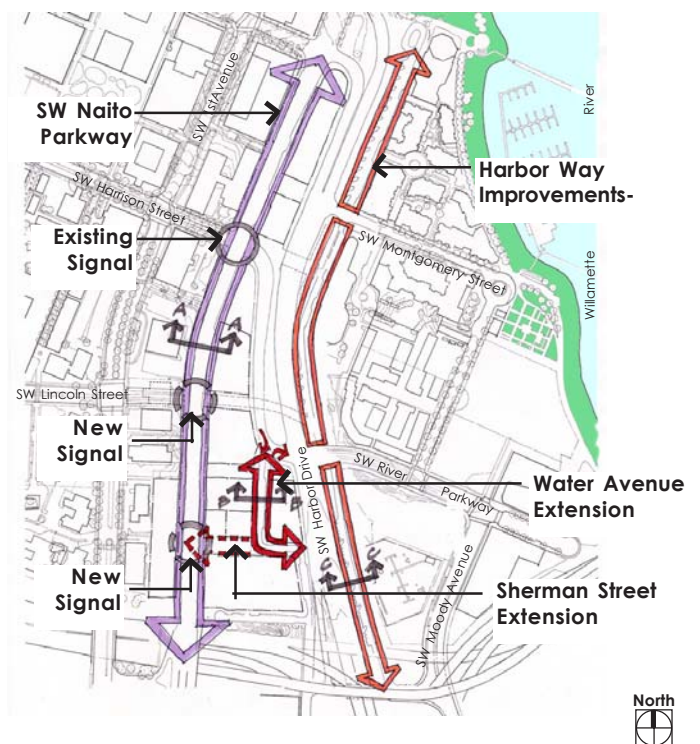 SW Naito
Parkway
SW 1st Avenue
River
SW Harrison Street
Harbor Way
Improvements-
Existing
Signal
SW Montgomery Street
Willamette
A
A
SW Lincoln Street
New
Signal
SW Harbor Drive
SW River
Parkway
Water Avenue
Extension
B
B
New
Signal
C
C
SW Moody Avenue
Sherman Street
Extension
North